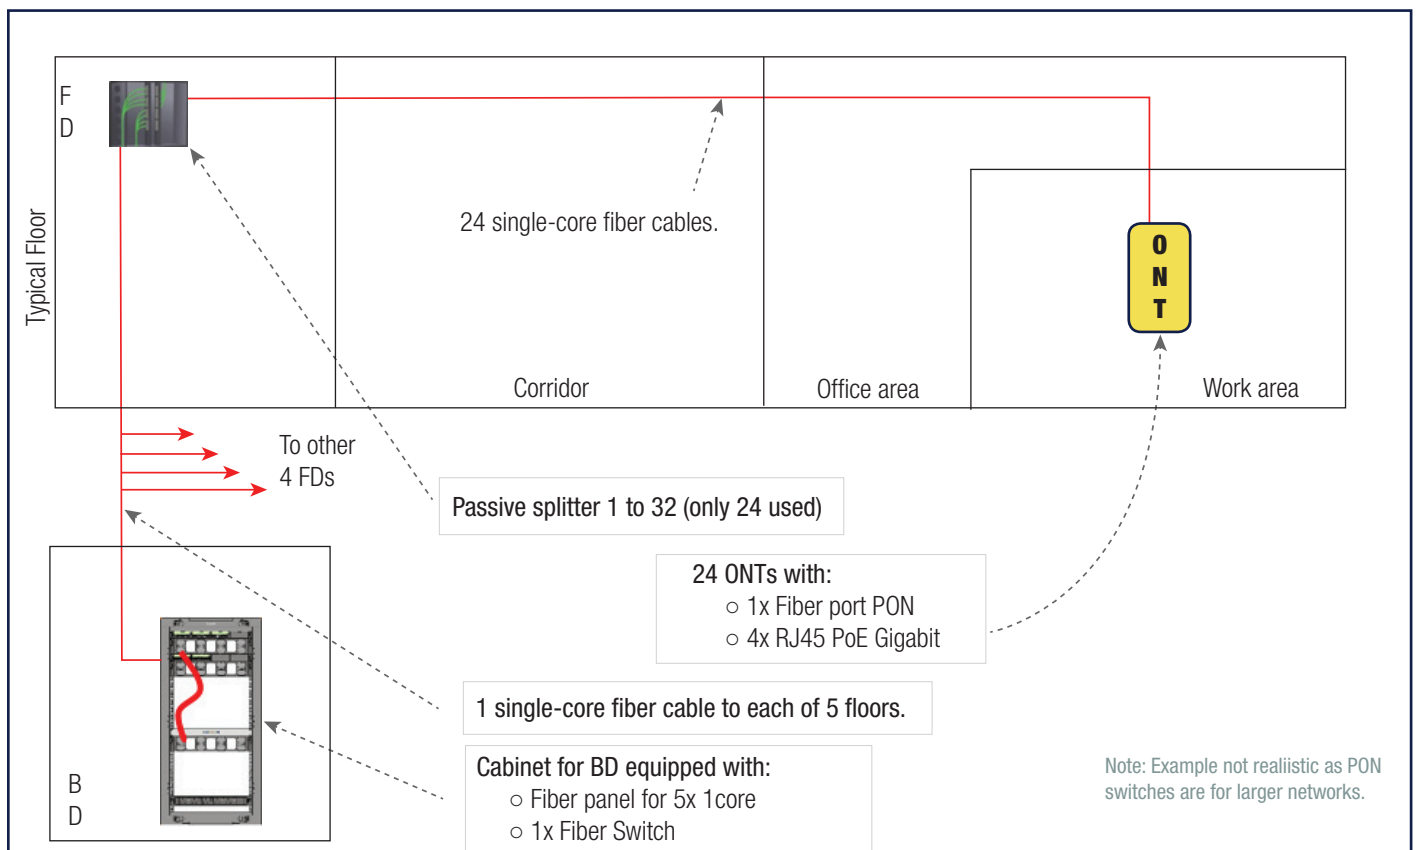 F
D
Typical Floor
24 single-core fiber cables.
O
N
T
Corridor
Office area
Work area
To other
4 FDs
Passive splitter 1 to 32 (only 24 used)
24 ONTs with:
○ 1x Fiber port PON
○ 4x RJ45 PoE Gigabit
1 single-core fiber cable to each of 5 floors.
B
D
Cabinet for BD equipped with:
○ Fiber panel for 5x 1core
○ 1x Fiber Switch
Note: Example not realiistic as PON
switches are for larger networks.